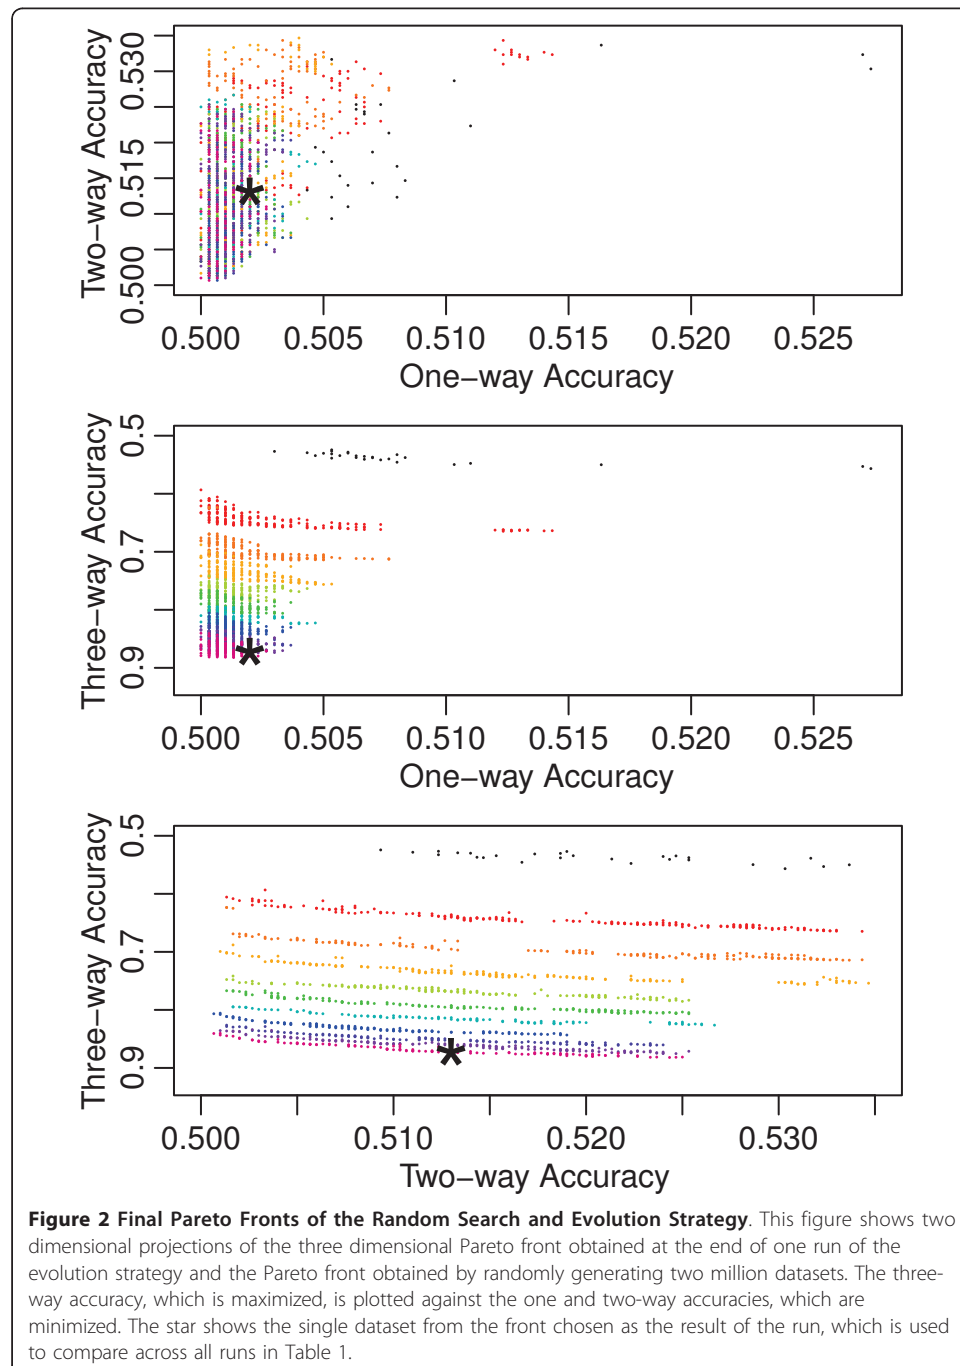 Two-way Accuracy
0.530
0.515
0.500
0.500 0.505 0.510 0.515 0.520 0.525
One-way Accuracy
Three-way Accuracy
0.5
0.7
0.9
0.500 0.505 0.510 0.515 0.520 0.525
One-way Accuracy
Three-way Accuracy
0.5
0.7
0.9
0.500 0.510 0.520 0.530
Two-way Accuracy
Figure 2 Final Pareto Fronts of the Random Search and Evolution Strategy. This figure shows two
dimensional projections of the three dimensional Pareto front obtained at the end of one run of the
evolution strategy and the Pareto front obtained by randomly generating two million datasets. The three-
way accuracy, which is maximized, is plotted against the one and two-way accuracies, which are
minimized. The star shows the single dataset from the front chosen as the result of the run, which is used
to compare across all runs in Table 1.